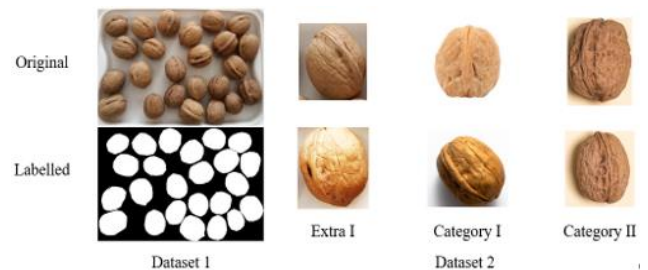 Original
Labelled
Extra I
Category I
Category II
Dataset 1
Dataset 2